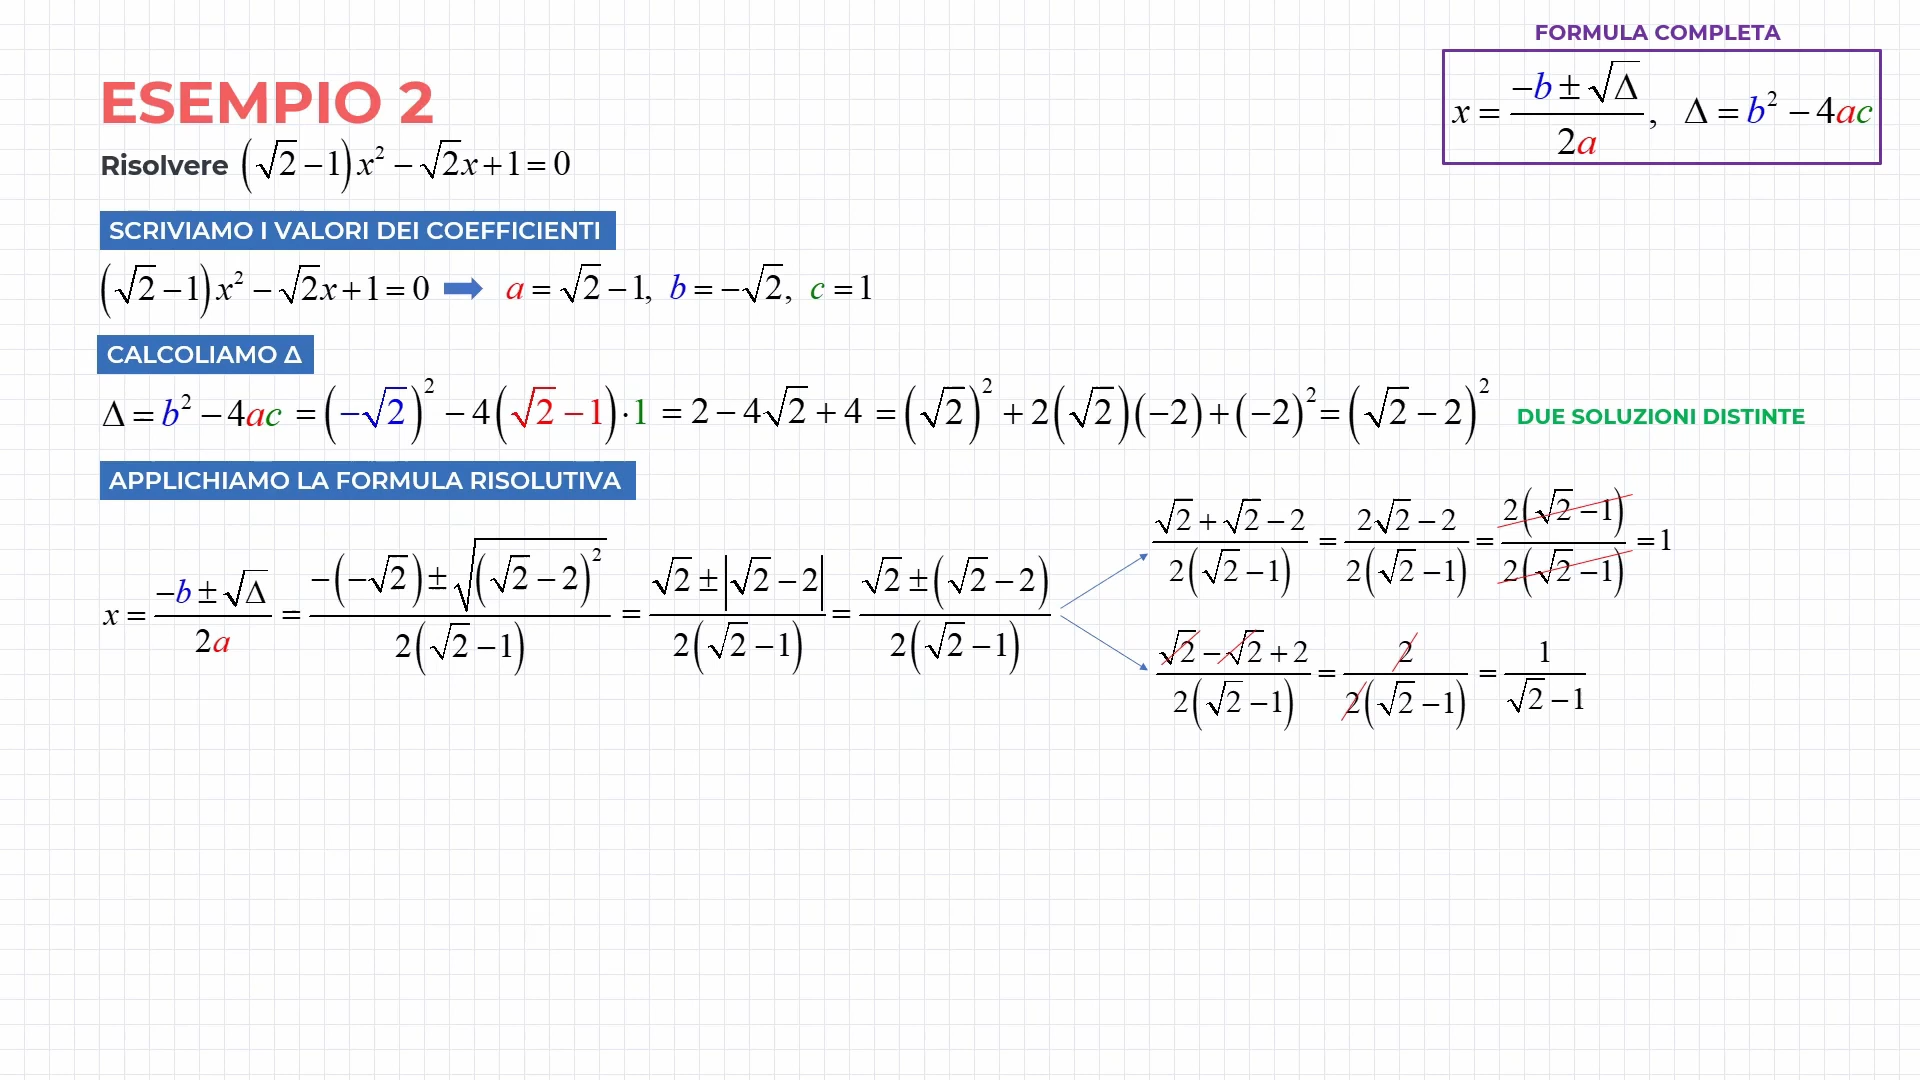 FORMULA COMPLETA
x = (-b ± √Δ) / 2a, Δ = b² − 4ac
ESEMPIO 2
Risolvere (√2 − 1)x² − √2x + 1 = 0
SCRIVIAMO I VALORI DEI COEFFICIENTI
(√2 − 1)x² − √2x + 1 = 0 ➡ a = √2 − 1, b = −√2, c = 1
CALCOLIAMO Δ
Δ = b² − 4ac = (−√2)² − 4(√2 − 1)·1 = 2 − 4√2 + 4 = (√2)² + 2(√2)(−2) + (−2)² = (√2 − 2)² DUE SOLUZIONI DISTINTE
APPLICHIAMO LA FORMULA RISOLUTIVA
x = (−b ± √Δ) / 2a = (−(−√2) ± √((√2 − 2)²)) / 2(√2 − 1) = (√2 ± |√2 − 2|) / 2(√2 − 1) = (√2 ± (√2 − 2)) / 2(√2 − 1)
(√2 + √2 − 2) / 2(√2 − 1) = (2√2 − 2) / 2(√2 − 1) = 2(√2 − 1) / 2(√2 − 1) = 1
(√2 − √2 + 2) / 2(√2 − 1) = 2 / 2(√2 − 1) = 1 / (√2 − 1)